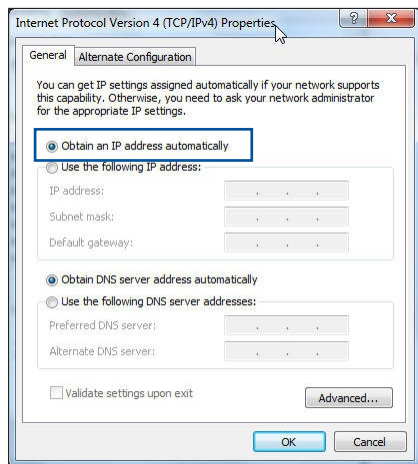 Internet Protocol Version 4 (TCP/IPv4) Properties
General
Alternate Configuration
You can get IP settings assigned automatically if your network supports
this capability. Otherwise, you need to ask your network administrator
for the appropriate IP settings.
Obtain an IP address automatically
Use the following IP address:
IP address:
Subnet mask:
Default gateway:
Obtain DNS server address automatically
Use the following DNS server addresses:
Preferred DNS server:
Alternate DNS server:
Validate settings upon exit
Advanced...
OK
Cancel